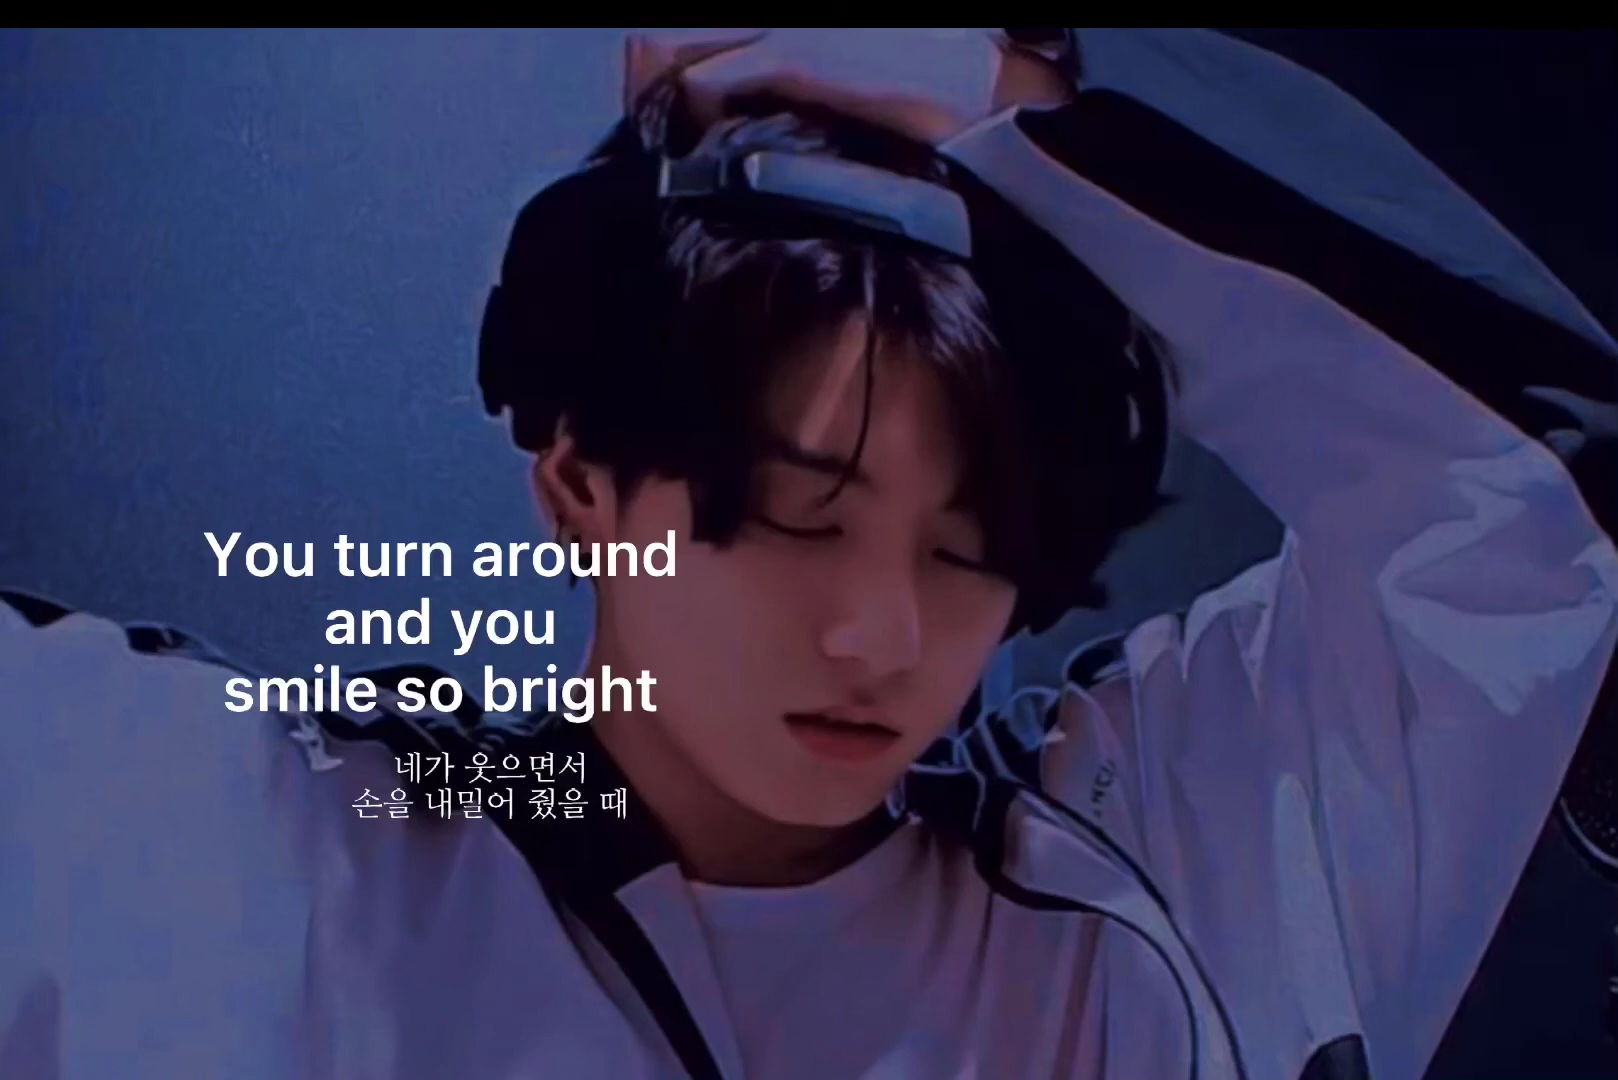 You turn around
and you
smile so bright
네가 웃으면서
손을 내밀어 줬을 때